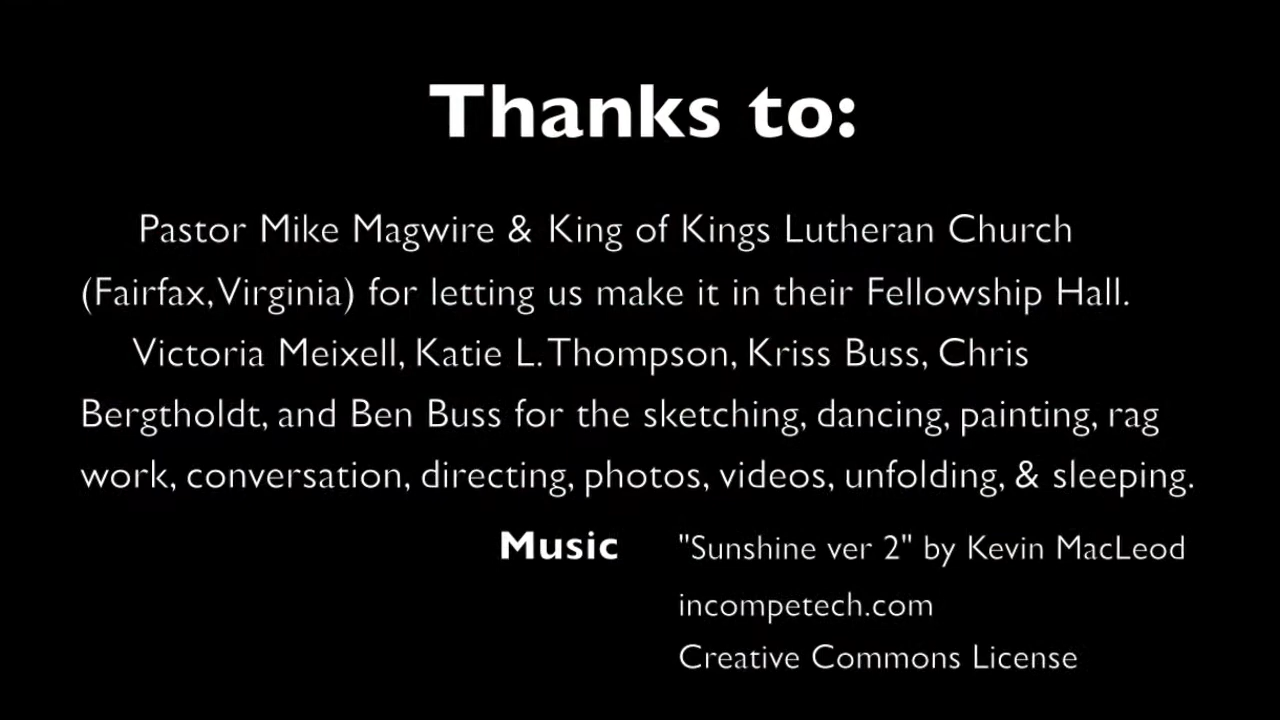 Thanks to:
Pastor Mike Magwire & King of Kings Lutheran Church
(Fairfax, Virginia) for letting us make it in their Fellowship Hall.
Victoria Meixell, Katie L. Thompson, Kriss Buss, Chris
Bergtholdt, and Ben Buss for the sketching, dancing, painting, rag
work, conversation, directing, photos, videos, unfolding, & sleeping.
Music "Sunshine ver 2" by Kevin MacLeod
incompetech.com
Creative Commons License